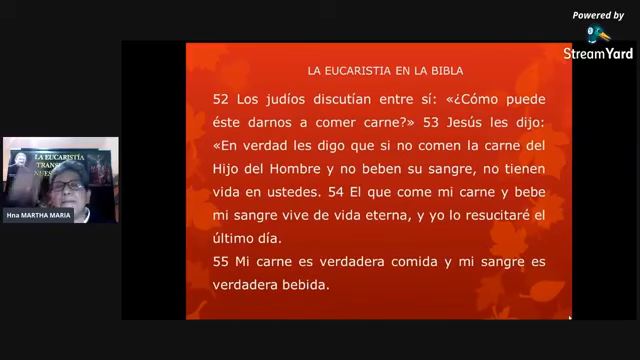 Powered by
StreamYard
LA EUCARISTIA EN LA BIBLA
52 Los judíos discutían entre sí: «¿Cómo puede
éste darnos a comer carne?» 53 Jesús les dijo:
«En verdad les digo que si no comen la carne del
Hijo del Hombre y no beben su sangre, no tienen
vida en ustedes. 54 El que come mi carne y bebe
mi sangre vive de vida eterna, y yo lo resucitaré el
último día.
55 Mi carne es verdadera comida y mi sangre es
verdadera bebida.
LA EUCARISTÍA
Hna MARTHA MARIA